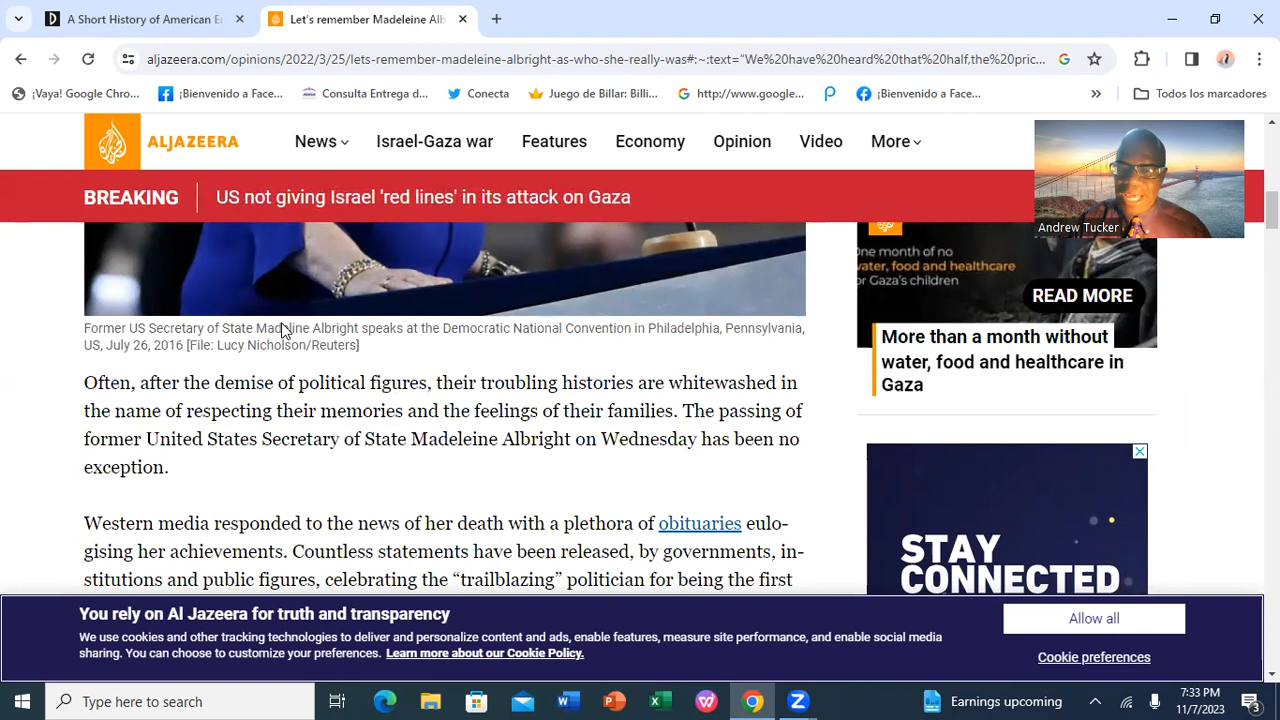 A Short History of American E
Let's remember Madeleine Alb
aljazeera.com/opinions/2022/3/25/lets-remember-madeleine-albright-as-who-she-really-was#:~:text="We%20have%20heard%20that%20half,the%20pric...
¡Vaya! Google Chro...
¡Bienvenido a Face...
Consulta Entrega d...
Conecta
Juego de Billar: Billi...
http://www.google...
¡Bienvenido a Face...
»
Todos los marcadores
ALJAZEERA
News
Israel-Gaza war
Features
Economy
Opinion
Video
More
BREAKING
US not giving Israel 'red lines' in its attack on Gaza
Andrew Tucker
One month of no
water, food and healthcare
for Gaza's children
READ MORE
More than a month without
water, food and healthcare in
Gaza
Former US Secretary of State Madeleine Albright speaks at the Democratic National Convention in Philadelphia, Pennsylvania,
US, July 26, 2016 [File: Lucy Nicholson/Reuters]
Often, after the demise of political figures, their troubling histories are whitewashed in
the name of respecting their memories and the feelings of their families. The passing of
former United States Secretary of State Madeleine Albright on Wednesday has been no
exception.
Western media responded to the news of her death with a plethora of obituaries eulo-
gising her achievements. Countless statements have been released, by governments, in-
stitutions and public figures, celebrating the “trailblazing” politician for being the first
STAY
CONNECTED
You rely on Al Jazeera for truth and transparency
We use cookies and other tracking technologies to deliver and personalize content and ads, enable features, measure site performance, and enable social media
sharing. You can choose to customize your preferences. Learn more about our Cookie Policy.
Allow all
Cookie preferences
Type here to search
Earnings upcoming
7:33 PM
11/7/2023
3